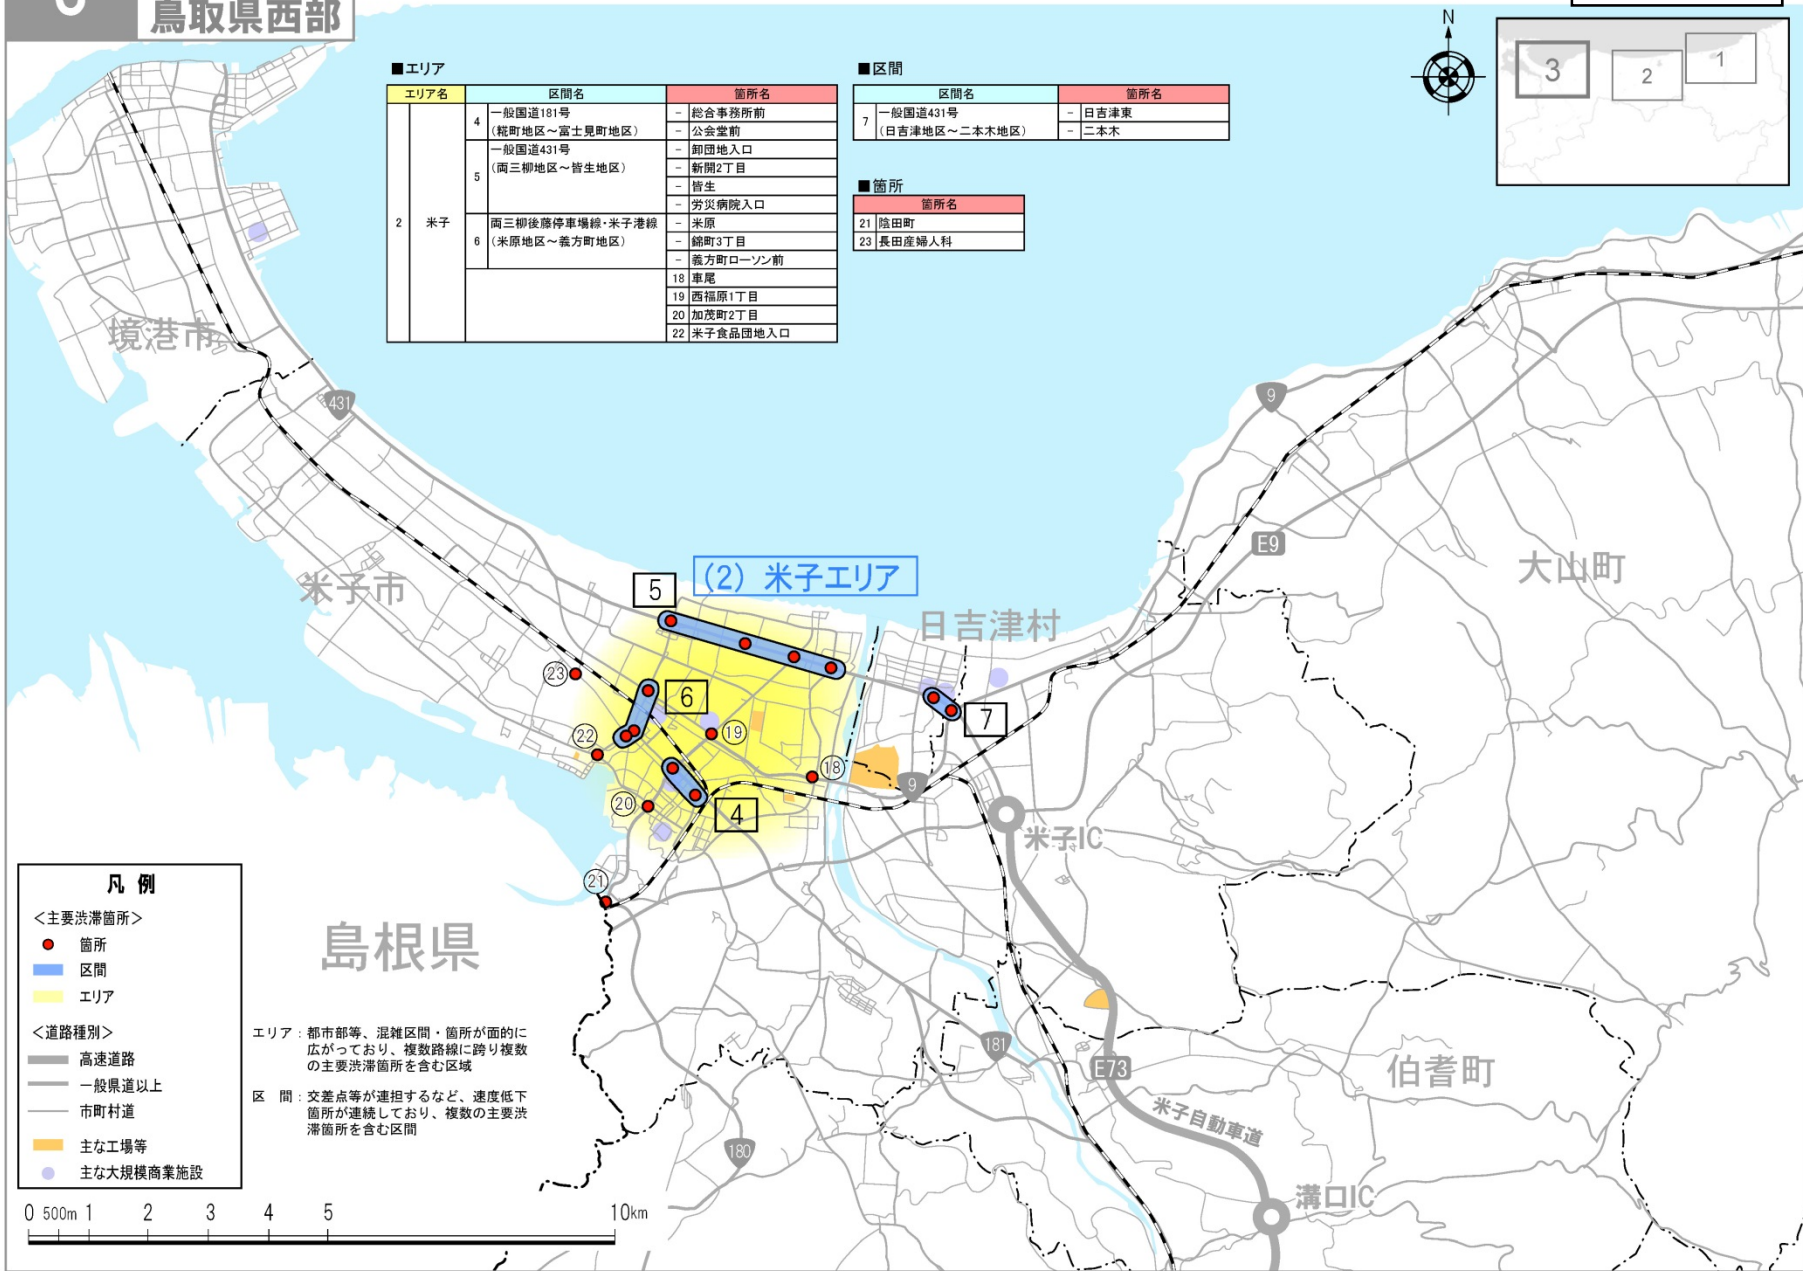 鳥取県西部
N
3
2
1
■エリア
エリア名 区間名 箇所名
2 米子
4 一般国道181号
(糀町地区～富士見町地区)
- 総合事務所前
- 公会堂前
5 一般国道431号
(両三柳地区～皆生地区)
- 卸団地入口
- 新開2丁目
- 皆生
- 労災病院入口
6 両三柳後藤停車場線・米子港線
(米原地区～義方町地区)
- 米原
- 錦町3丁目
- 義方町ローソン前
18 車尾
19 西福原1丁目
20 加茂町2丁目
22 米子食品団地入口
■区間
区間名 箇所名
7 一般国道431号
(日吉津地区～二本木地区)
- 日吉津東
- 二本木
■箇所
箇所名
21 陰田町
23 長田産婦人科
境港市
431
9
E9
大山町
米子市
(2) 米子エリア
5
日吉津村
23
6
7
22
19
18
9
20
4
米子IC
21
島根県
181
E73
伯耆町
米子自動車道
180
溝口IC
凡 例
<主要渋滞箇所>
箇所
区間
エリア
<道路種別>
高速道路
一般県道以上
市町村道
主な工場等
主な大規模商業施設
エリア：都市部等、混雑区間・箇所が面的に
広がっており、複数路線に跨り複数
の主要渋滞箇所を含む区域
区　間：交差点等が連担するなど、速度低下
箇所が連続しており、複数の主要渋
滞箇所を含む区間
0 500m 1 2 3 4 5 10km